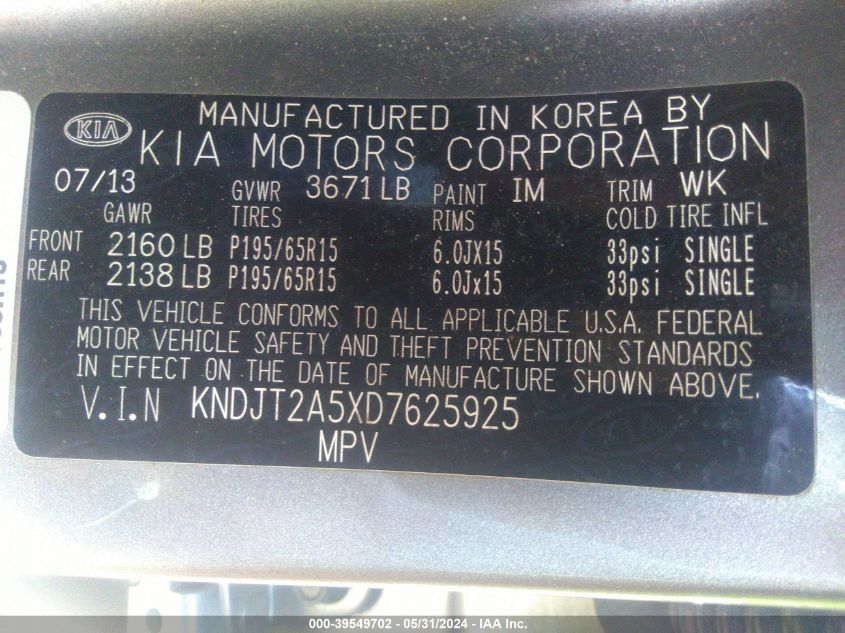 MANUFACTURED IN KOREA BY
KIA KIA MOTORS CORPORATION
07/13 GVWR 3671 LB PAINT IM TRIM WK
GAWR TIRES RIMS COLD TIRE INFL
FRONT 2160 LB P195/65R15 6.0JX15 33psi SINGLE
REAR 2138 LB P195/65R15 6.0Jx15 33psi SINGLE
THIS VEHICLE CONFORMS TO ALL APPLICABLE U.S.A. FEDERAL
MOTOR VEHICLE SAFETY AND THEFT PREVENTION STANDARDS
IN EFFECT ON THE DATE OF MANUFACTURE SHOWN ABOVE.
V.I.N KNDJT2A5XD7625925
MPV
000-39549702 - 05/31/2024 - IAA Inc.